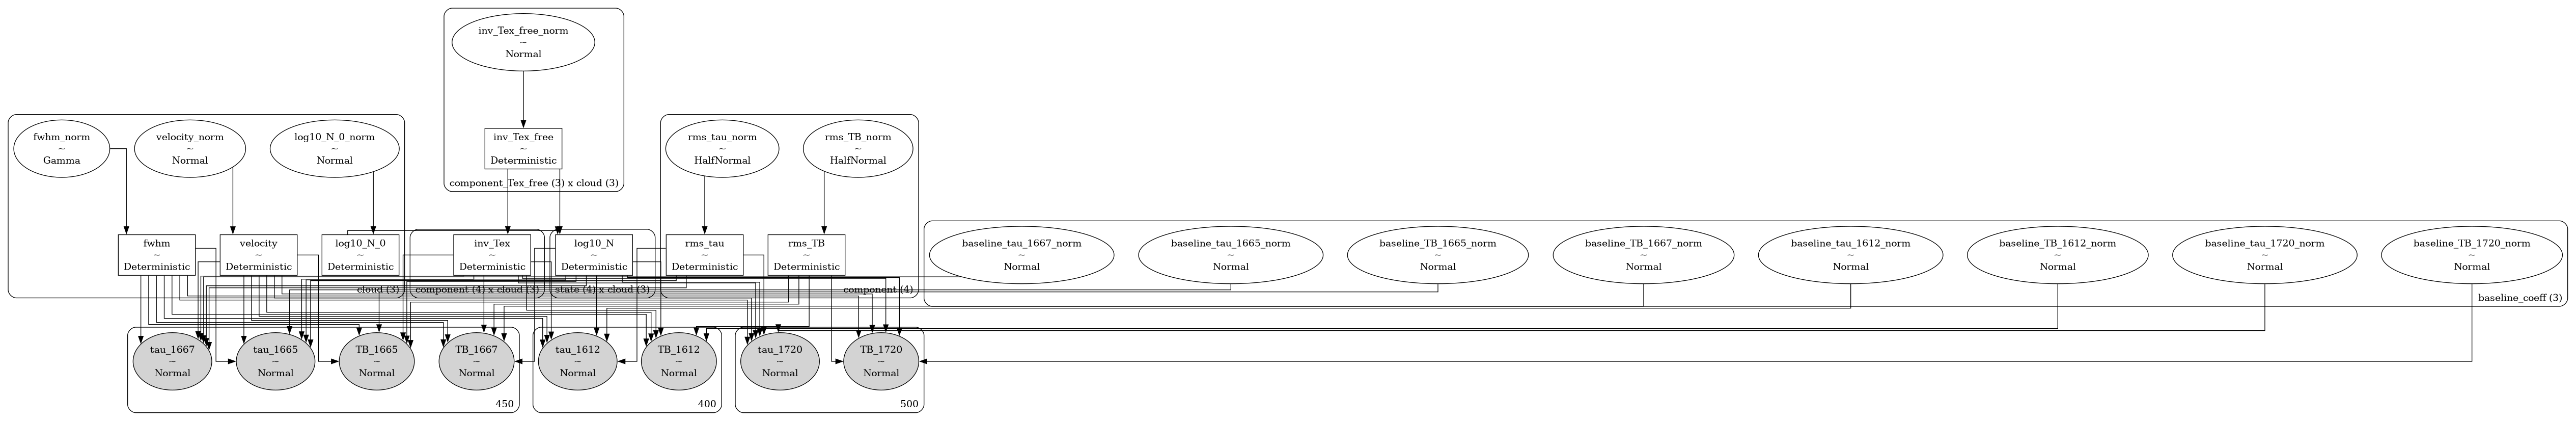 inv_Tex_free_norm
~
Normal
inv_Tex_free
~
Deterministic
component_Tex_free (3) x cloud (3)
fwhm_norm
~
Gamma
velocity_norm
~
Normal
log10_N_0_norm
~
Normal
rms_tau_norm
~
HalfNormal
rms_TB_norm
~
HalfNormal
fwhm
~
Deterministic
velocity
~
Deterministic
log10_N_0
~
Deterministic
inv_Tex
~
Deterministic
log10_N
~
Deterministic
rms_tau
~
Deterministic
rms_TB
~
Deterministic
cloud (3)
component (4) x cloud (3)
state (4) x cloud (3)
component (4)
baseline_tau_1667_norm
~
Normal
baseline_tau_1665_norm
~
Normal
baseline_TB_1665_norm
~
Normal
baseline_TB_1667_norm
~
Normal
baseline_tau_1612_norm
~
Normal
baseline_TB_1612_norm
~
Normal
baseline_tau_1720_norm
~
Normal
baseline_TB_1720_norm
~
Normal
baseline_coeff (3)
tau_1667
~
Normal
tau_1665
~
Normal
TB_1665
~
Normal
TB_1667
~
Normal
450
tau_1612
~
Normal
TB_1612
~
Normal
400
tau_1720
~
Normal
TB_1720
~
Normal
500